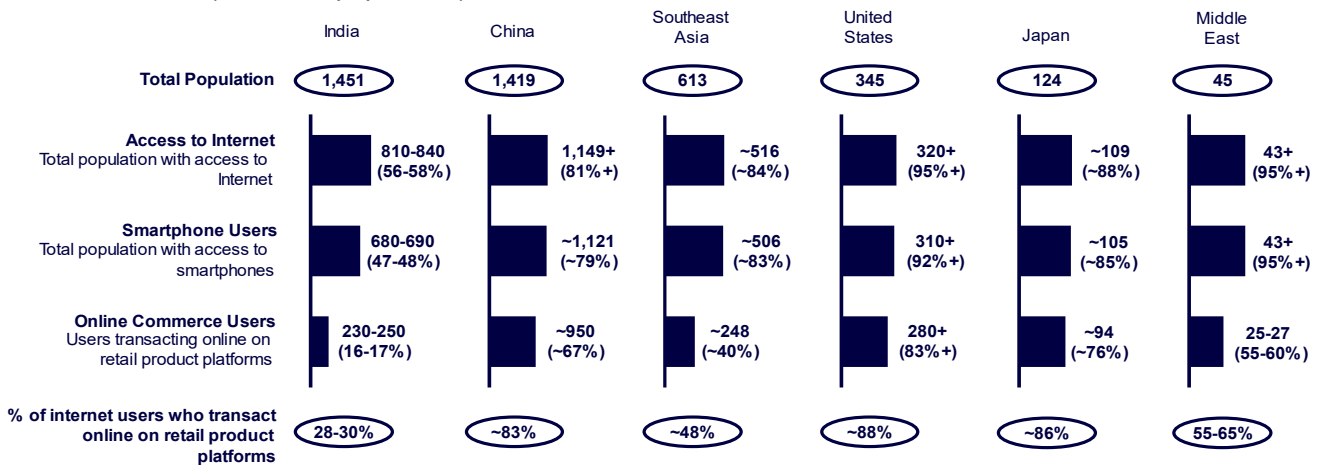 India China Southeast Asia United States Japan Middle East
Total Population 1,451 1,419 613 345 124 45
Access to Internet
Total population with access to
Internet
810-840 1,149+ ~516 320+ ~109 43+
(56-58%) (81%+) (~84%) (95%+) (~88%) (95%+)
Smartphone Users
Total population with access to
smartphones
680-690 ~1,121 ~506 310+ ~105 43+
(47-48%) (~79%) (~83%) (92%+) (~85%) (95%+)
Online Commerce Users
Users transacting online on
retail product platforms
230-250 ~950 ~248 280+ ~94 25-27
(16-17%) (~67%) (~40%) (83%+) (~76%) (55-60%)
% of internet users who transact
online on retail product
platforms
28-30% ~83% ~48% ~88% ~86% 55-65%